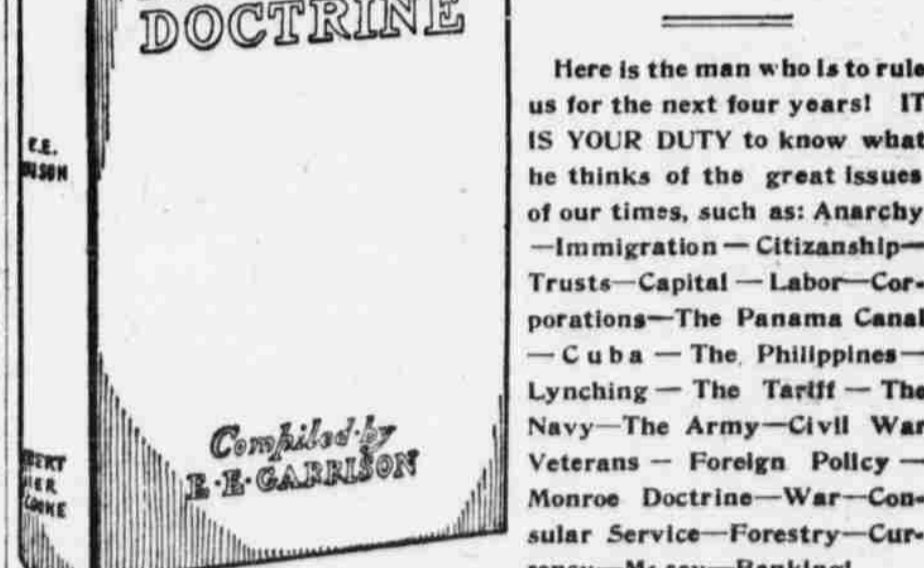 DOCTRINE
E.E.
Compiled by
E·E·GARRISON
COOKE
Here is the man who is to rule
us for the next four years! IT
IS YOUR DUTY to know what
he thinks of the great issues
of our times, such as: Anarchy
—Immigration — Citizanship—
Trusts—Capital — Labor—Cor-
porations—The Panama Canal
— Cuba — The Philippines—
Lynching — The Tariff — The
Navy—The Army—Civil War
Veterans — Foreign Policy —
Monroe Doctrine—War—Con-
sular Service—Forestry—Cur-
Banking!